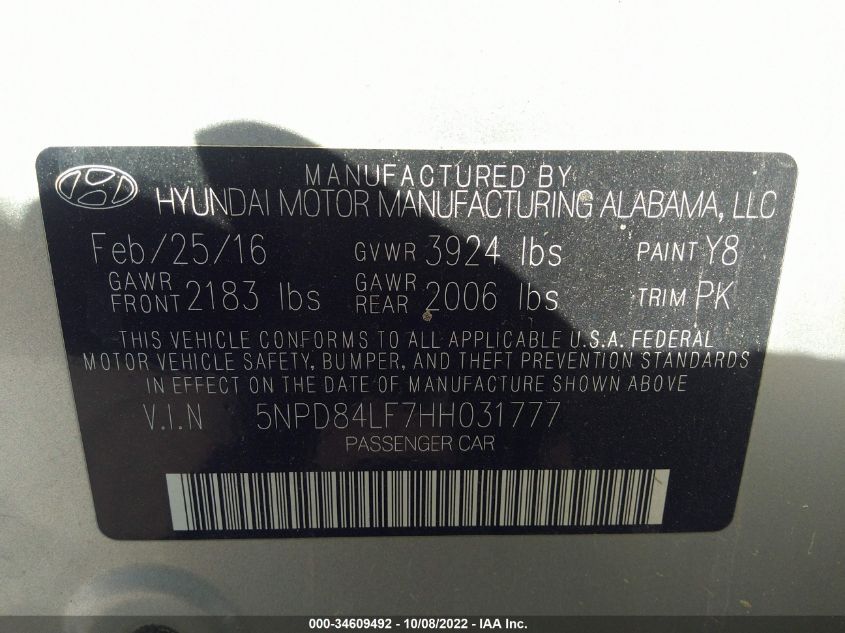 MANUFACTURED BY
HYUNDAI MOTOR MANUFACTURING ALABAMA, LLC
Feb/25/16 GVWR 3924 lbs PAINT Y8
GAWR FRONT 2183 lbs GAWR REAR 2006 lbs TRIM PK
THIS VEHICLE CONFORMS TO ALL APPLICABLE U.S.A. FEDERAL
MOTOR VEHICLE SAFETY, BUMPER, AND THEFT PREVENTION STANDARDS
IN EFFECT ON THE DATE OF MANUFACTURE SHOWN ABOVE
V.I.N 5NPD84LF7HH031777
PASSENGER CAR
000-34609492 - 10/08/2022 - IAA Inc.